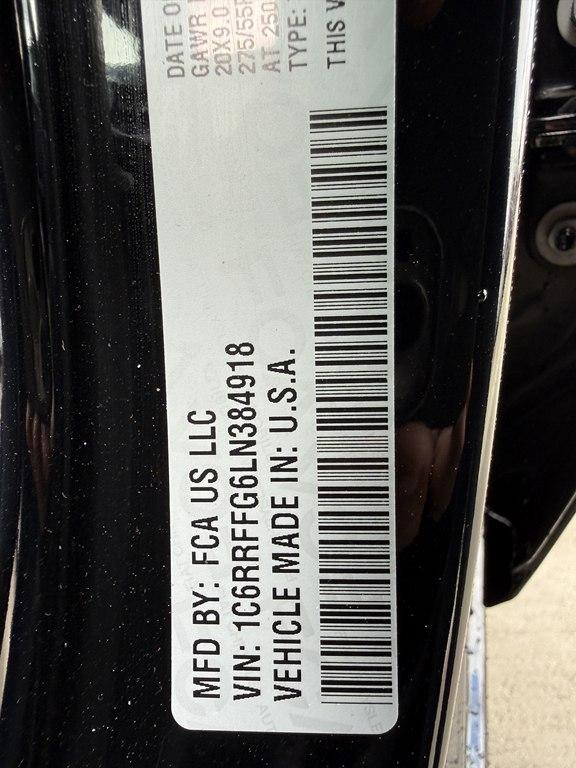 MFD BY: FCA US LLC
DATE O
VIN: 1C6RRFFG6LN384918
GAWR
20X9.0
VEHICLE MADE IN: U.S.A.
275/55R
AT 250
TYPE:
THIS V